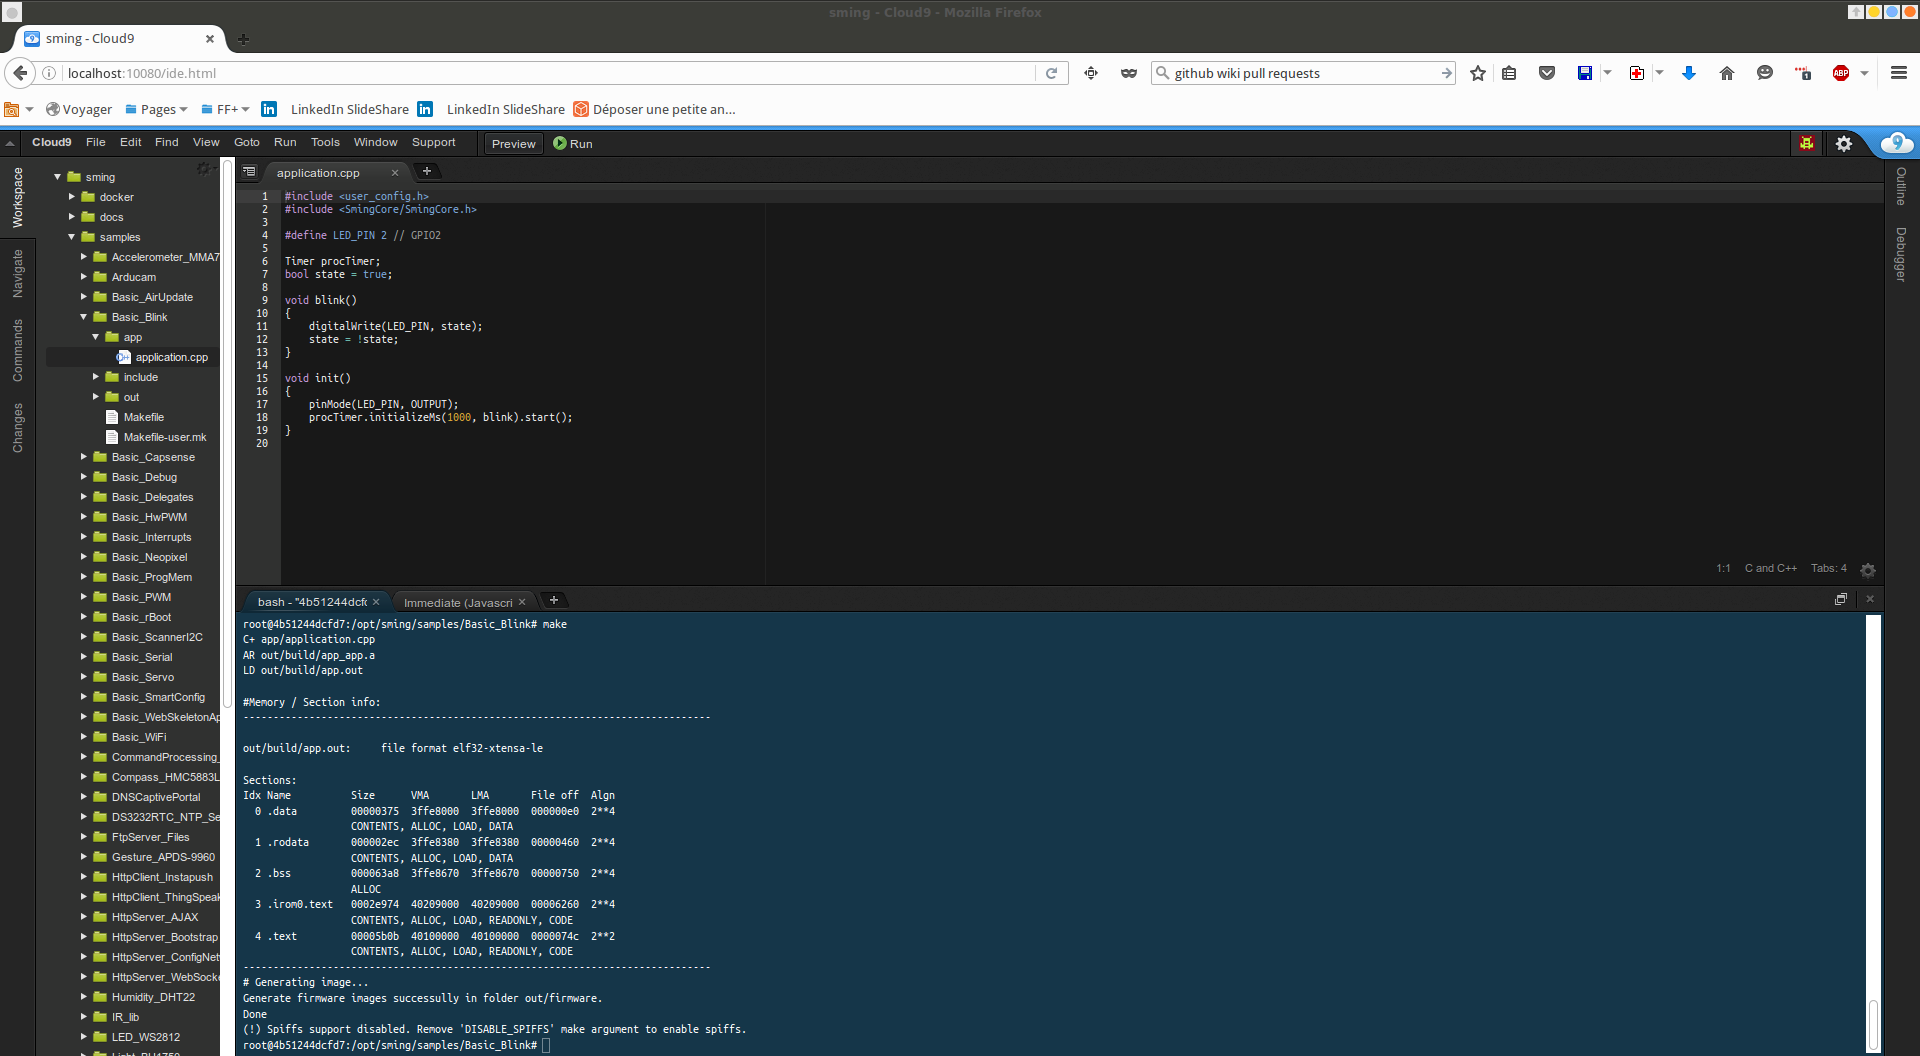 sming - Cloud9 - Mozilla Firefox
sming - Cloud9
localhost:10080/ide.html
github wiki pull requests
1
ABP
Voyager Pages FF+ in LinkedIn SlideShare in LinkedIn SlideShare Déposer une petite an...
Cloud9 File Edit Find View Goto Run Tools Window Support Preview Run
9
Workspace
Navigate
Commands
Changes
sming
docker
docs
samples
Accelerometer_MMA7
Arducam
Basic_AirUpdate
Basic_Blink
app
application.cpp
include
out
Makefile
Makefile-user.mk
Basic_Capsense
Basic_Debug
Basic_Delegates
Basic_HwPWM
Basic_Interrupts
Basic_Neopixel
Basic_ProgMem
Basic_PWM
Basic_rBoot
Basic_ScannerI2C
Basic_Serial
Basic_Servo
Basic_SmartConfig
Basic_WebSkeletonAp
Basic_WiFi
CommandProcessing_
Compass_HMC5883L
DNSCaptivePortal
DS3232RTC_NTP_Se
FtpServer_Files
Gesture_APDS-9960
HttpClient_Instapush
HttpClient_ThingSpeak
HttpServer_AJAX
HttpServer_Bootstrap
HttpServer_ConfigNet
HttpServer_WebSocke
Humidity_DHT22
IR_lib
LED_WS2812
application.cpp
1 #include <user_config.h>
2 #include <SmingCore/SmingCore.h>
3
4 #define LED_PIN 2 // GPIO2
5
6 Timer procTimer;
7 bool state = true;
8
9 void blink()
10 {
11 digitalWrite(LED_PIN, state);
12 state = !state;
13 }
14
15 void init()
16 {
17 pinMode(LED_PIN, OUTPUT);
18 procTimer.initializeMs(1000, blink).start();
19 }
20
1:1 C and C++ Tabs: 4
Outline
Debugger
bash - "4b51244dcf Immediate (Javascri
root@4b51244dcfd7:/opt/sming/samples/Basic_Blink# make
C+ app/application.cpp
AR out/build/app_app.a
LD out/build/app.out
#Memory / Section info:
------------------------------------------------------------------------------
out/build/app.out: file format elf32-xtensa-le
Sections:
Idx Name Size VMA LMA File off Algn
0 .data 00000375 3ffe8000 3ffe8000 000000e0 2**4
CONTENTS, ALLOC, LOAD, DATA
1 .rodata 000002ec 3ffe8380 3ffe8380 00000460 2**4
CONTENTS, ALLOC, LOAD, DATA
2 .bss 000063a8 3ffe8670 3ffe8670 00000750 2**4
ALLOC
3 .irom0.text 0002e974 40209000 40209000 00006260 2**4
CONTENTS, ALLOC, LOAD, READONLY, CODE
4 .text 00005b0b 40100000 40100000 0000074c 2**2
CONTENTS, ALLOC, LOAD, READONLY, CODE
------------------------------------------------------------------------------
# Generating image...
Generate firmware images successully in folder out/firmware.
Done
(!) Spiffs support disabled. Remove 'DISABLE_SPIFFS' make argument to enable spiffs.
root@4b51244dcfd7:/opt/sming/samples/Basic_Blink#